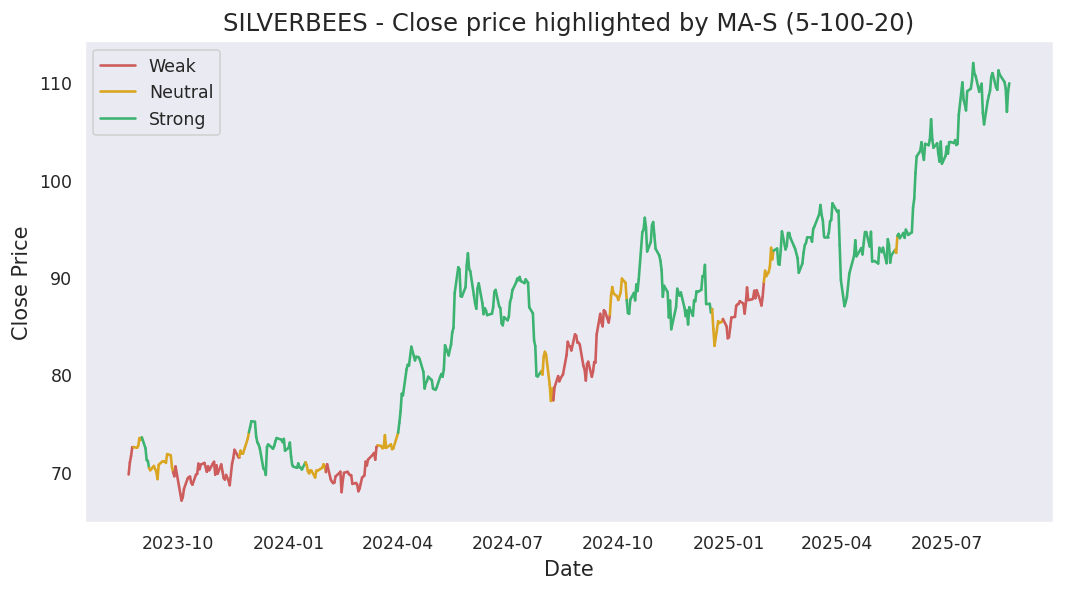 SILVERBEES - Close price highlighted by MA-S (5-100-20)
Weak
Neutral
Strong
Close Price
110
100
90
80
70
2023-10 2024-01 2024-04 2024-07 2024-10 2025-01 2025-04 2025-07
Date